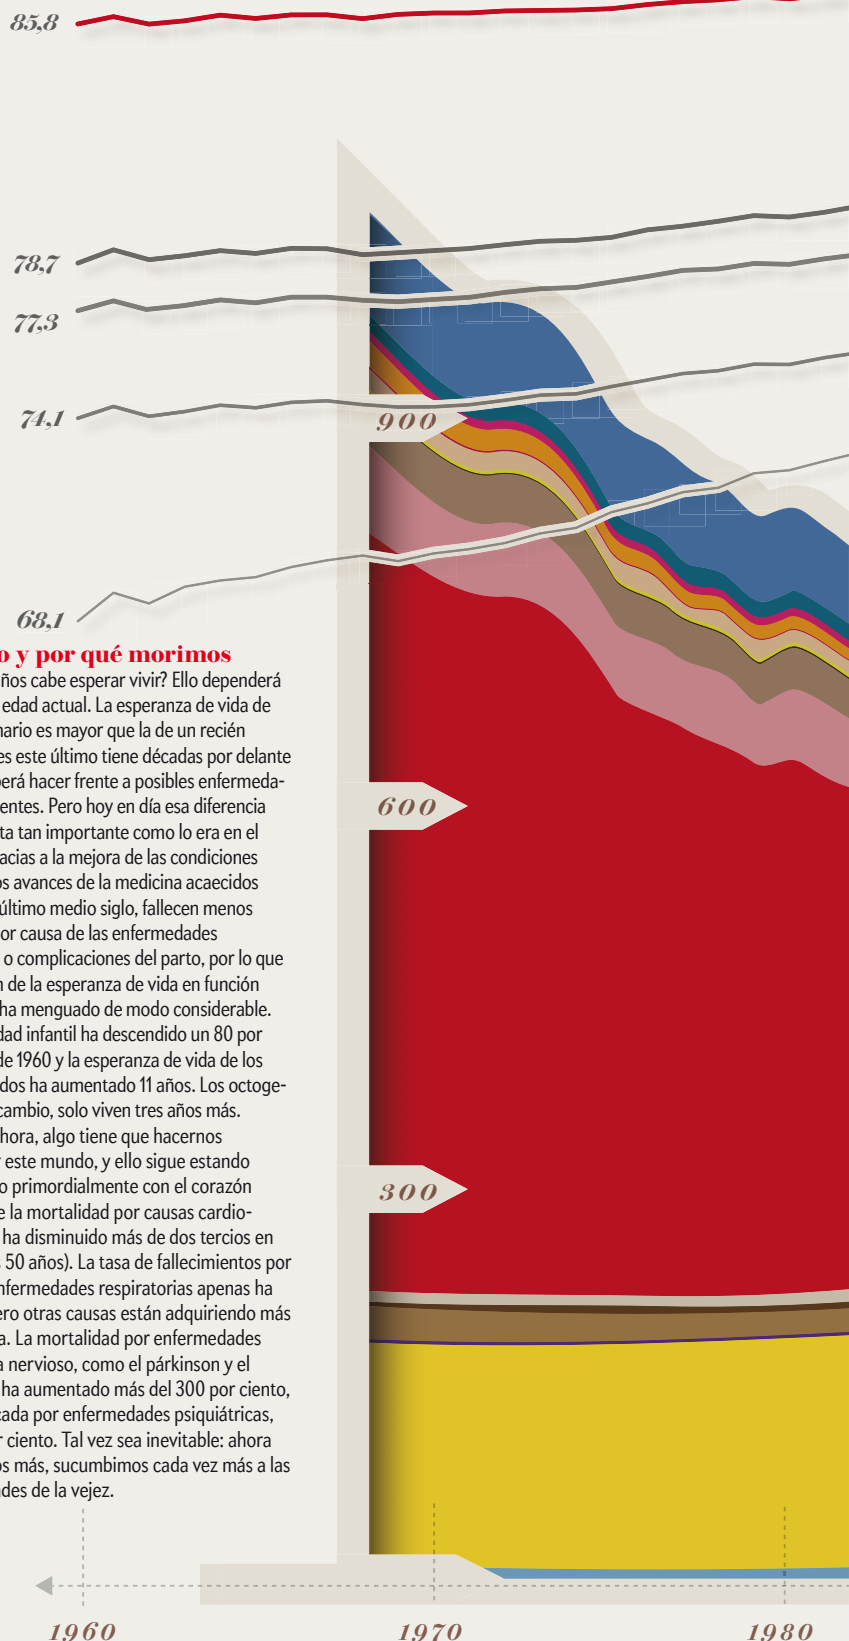 85,8
78,7
77,3
74,1
900
68,1
o y por qué morimos
ños cabe esperar vivir? Ello dependerá
edad actual. La esperanza de vida de
nario es mayor que la de un recién
es este último tiene décadas por delante
berá hacer frente a posibles enfermeda-
entes. Pero hoy en día esa diferencia
ta tan importante como lo era en el
acias a la mejora de las condiciones
os avances de la medicina acaecidos
último medio siglo, fallecen menos
or causa de las enfermedades
o complicaciones del parto, por lo que
n de la esperanza de vida en función
ha menguado de modo considerable.
dad infantil ha descendido un 80 por
de 1960 y la esperanza de vida de los
dos ha aumentado 11 años. Los octoge-
cambio, solo viven tres años más.
hora, algo tiene que hacernos
r este mundo, y ello sigue estando
o primordialmente con el corazón
e la mortalidad por causas cardio-
ha disminuido más de dos tercios en
50 años). La tasa de fallecimientos por
nfermedades respiratorias apenas ha
ero otras causas están adquiriendo más
a. La mortalidad por enfermedades
a nervioso, como el párkinson y el
ha aumentado más del 300 por ciento,
cada por enfermedades psiquiátricas,
r ciento. Tal vez sea inevitable: ahora
os más, sucumbimos cada vez más a las
des de la vejez.
600
300
1960 1970 1980